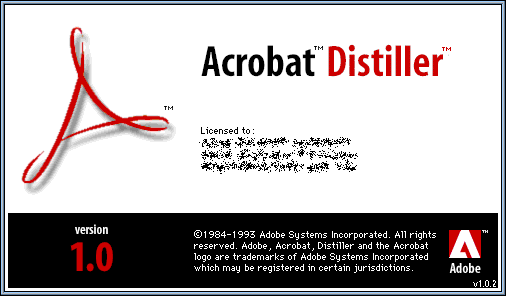 Acrobat™ Distiller™
™
Licensed to:
version
1.0
©1984-1993 Adobe Systems Incorporated. All rights
reserved. Adobe, Acrobat, Distiller and the Acrobat
logo are trademarks of Adobe Systems Incorporated
which may be registered in certain jurisdictions.
™
Adobe
v1.0.2